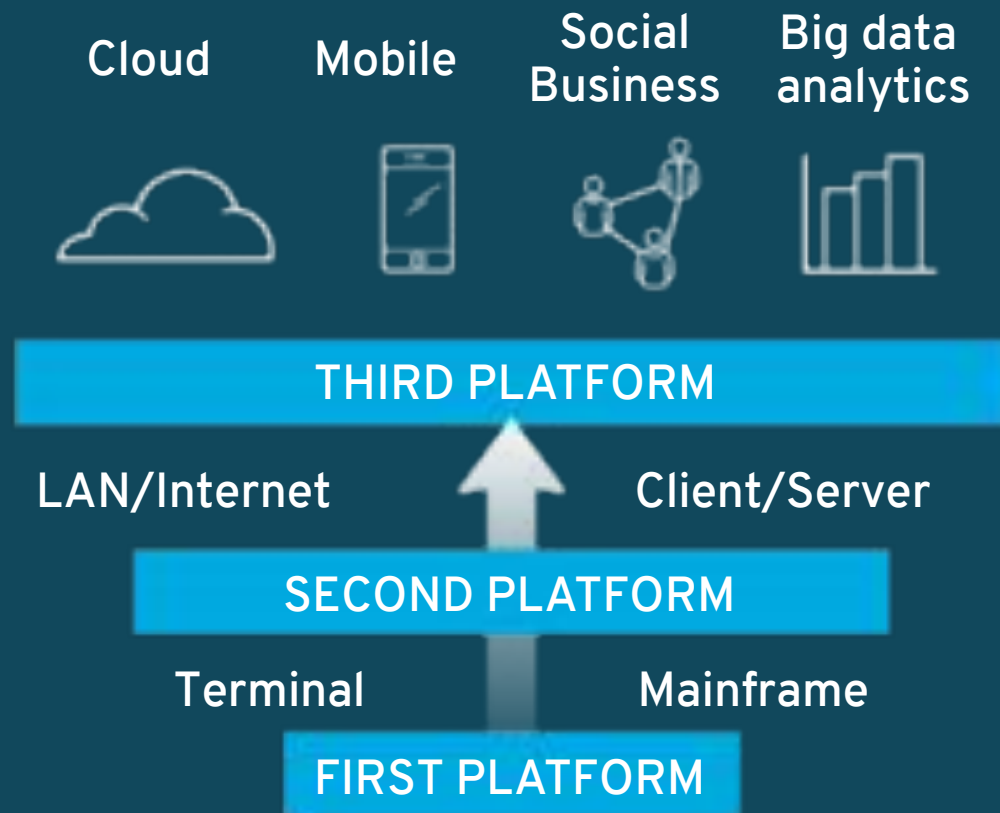 Cloud
Mobile
Social
Business
Big data
analytics
THIRD PLATFORM
LAN/Internet
Client/Server
SECOND PLATFORM
Terminal
Mainframe
FIRST PLATFORM